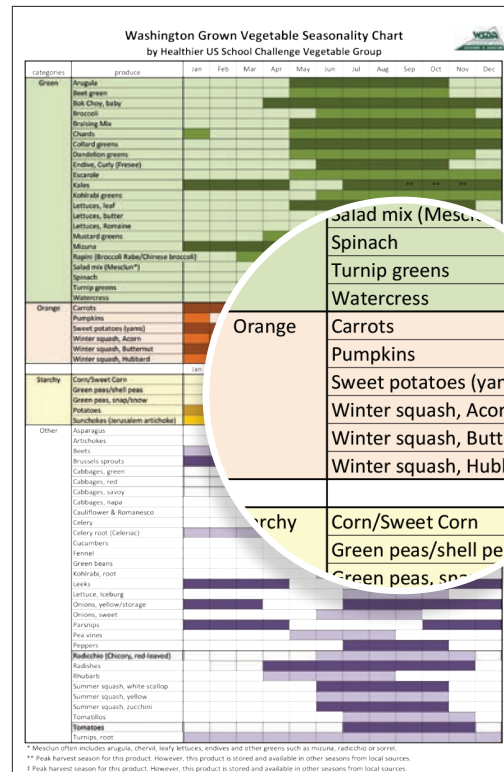 Washington Grown Vegetable Seasonality Chart
by Healthier US School Challenge Vegetable Group
categories produce Jan Feb Mar Apr May Jun Jul Aug Sep Oct Nov Dec
Green Arugula
Beet green
Bok Choy, baby
Broccoli
Braising Mix
Chards
Collard greens
Dandelion greens
Endive, Curly (Fresee)
Escarole
Kales ** ** **
Kohlrabi greens
Lettuces, leaf
Lettuces, butter
Lettuces, Romaine
Mustard greens
Mizuna
Rapini (Broccoli Rabe/Chinese broccoli)
Salad mix (Mesclun*)
Spinach
Turnip greens
Watercress
Orange Carrots
Pumpkins
Sweet potatoes (yams)
Winter squash, Acorn
Winter squash, Butternut
Winter squash, Hubbard
Jan
Starchy Corn/Sweet Corn
Green peas/shell peas
Green peas, snap/snow
Potatoes
Sunchokes (Jerusalem artichoke)
Other Asparagus
Artichokes
Beets
Brussels sprouts
Cabbages, green
Cabbages, red
Cabbages, savoy
Cabbages, napa
Cauliflower & Romanesco
Celery
Celery root (Celeriac)
Cucumbers
Fennel
Green beans
Kohlrabi, root
Leeks
Lettuce, Iceburg
Onions, yellow/storage
Onions, sweet
Parsnips
Pea vines
Peppers
Radicchio (Chicory, red-leaved)
Radishes
Rhubarb
Summer squash, white scallop
Summer squash, yellow
Summer squash, zucchini
Tomatillos
Tomatoes
Turnips, root
Salad mix (Mesclun
Spinach
Turnip greens
Watercress
Orange Carrots
Pumpkins
Sweet potatoes (yam
Winter squash, Acor
Winter squash, Butt
Winter squash, Hubb
archy Corn/Sweet Corn
Green peas/shell pe
Green peas, sna
* Mesclun often includes arugula, chervil, leafy lettuces, endives and other greens such as mizuna, radicchio or sorrel.
** Peak harvest season for this product. However, this product is stored and available in other seasons from local sources.
‡ Peak harvest season for this product. However, this product is stored and available in other seasons from local sources.